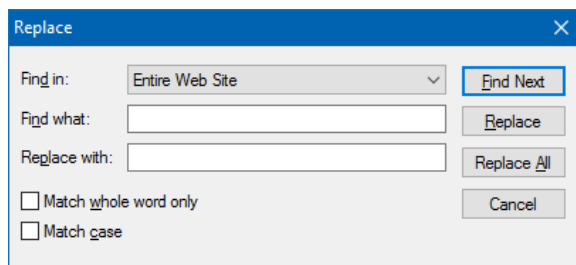 Replace
Find in: Entire Web Site Find Next
Find what: Replace
Replace with: Replace All
Match whole word only Cancel
Match case